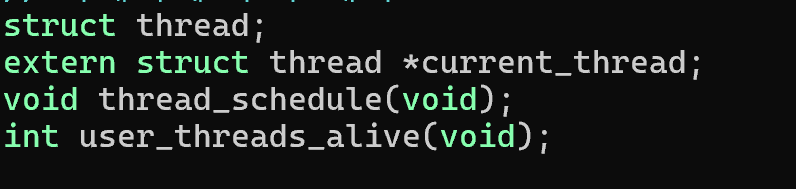 struct thread;
extern struct thread *current_thread;
void thread_schedule(void);
int user_threads_alive(void);